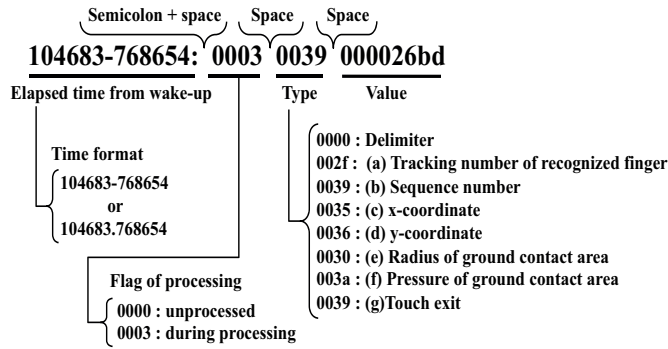 Semicolon + space Space Space
104683-768654: 0003 0039 000026bd
Elapsed time from wake-up Type Value
Time format
104683-768654
or
104683.768654
Flag of processing
0000 : unprocessed
0003 : during processing
0000 : Delimiter
002f : (a) Tracking number of recognized finger
0039 : (b) Sequence number
0035 : (c) x-coordinate
0036 : (d) y-coordinate
0030 : (e) Radius of ground contact area
003a : (f) Pressure of ground contact area
0039 : (g)Touch exit